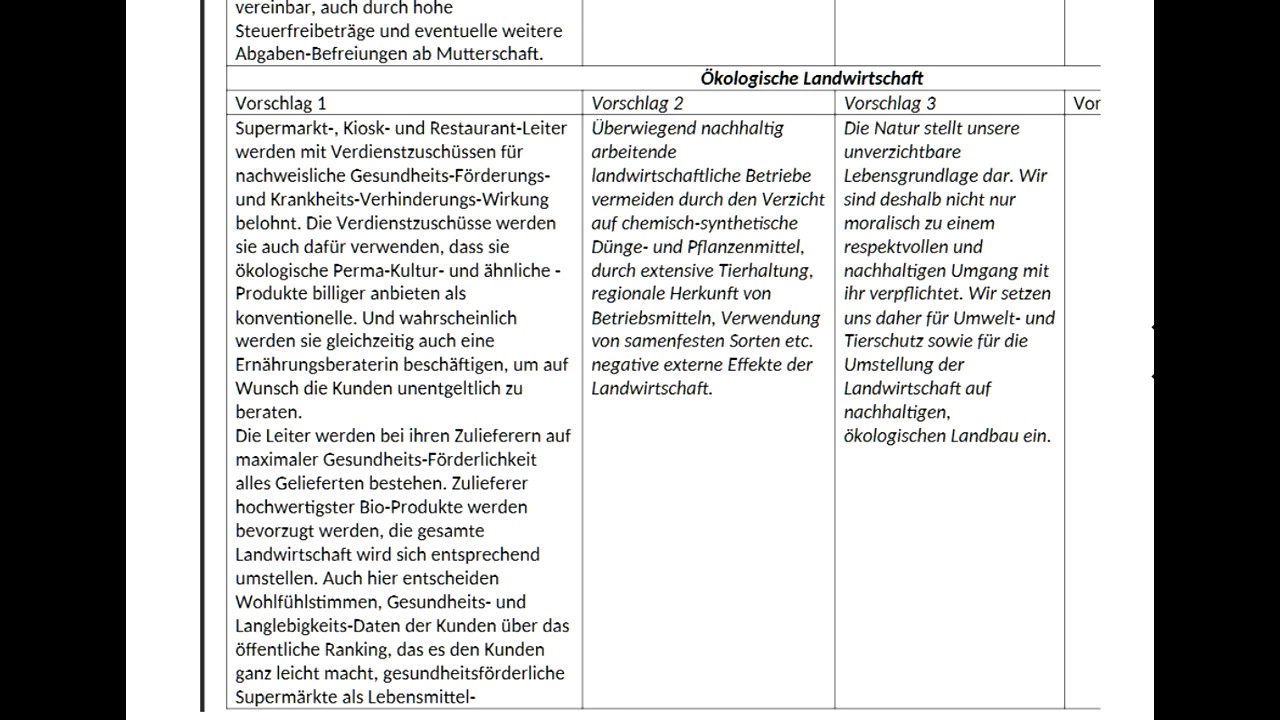 vereinbar, auch durch hohe
Steuerfreibeträge und eventuelle weitere
Abgaben-Befreiungen ab Mutterschaft.
Ökologische Landwirtschaft
Vorschlag 1
Supermarkt-, Kiosk- und Restaurant-Leiter
werden mit Verdienstzuschüssen für
nachweisliche Gesundheits-Förderungs-
und Krankheits-Verhinderungs-Wirkung
belohnt. Die Verdienstzuschüsse werden
sie auch dafür verwenden, dass sie
ökologische Perma-Kultur- und ähnliche -
Produkte billiger anbieten als
konventionelle. Und wahrscheinlich
werden sie gleichzeitig auch eine
Ernährungsberaterin beschäftigen, um auf
Wunsch die Kunden unentgeltlich zu
beraten.
Die Leiter werden bei ihren Zulieferern auf
maximaler Gesundheits-Förderlichkeit
alles Gelieferten bestehen. Zulieferer
hochwertigster Bio-Produkte werden
bevorzugt werden, die gesamte
Landwirtschaft wird sich entsprechend
umstellen. Auch hier entscheiden
Wohlfühlstimmen, Gesundheits- und
Langlebigkeits-Daten der Kunden über das
öffentliche Ranking, das es den Kunden
ganz leicht macht, gesundheitsförderliche
Supermärkte als Lebensmittel-
Vorschlag 2
Überwiegend nachhaltig
arbeitende
landwirtschaftliche Betriebe
vermeiden durch den Verzicht
auf chemisch-synthetische
Dünge- und Pflanzenmittel,
durch extensive Tierhaltung,
regionale Herkunft von
Betriebsmitteln, Verwendung
von samenfesten Sorten etc.
negative externe Effekte der
Landwirtschaft.
Vorschlag 3
Die Natur stellt unsere
unverzichtbare
Lebensgrundlage dar. Wir
sind deshalb nicht nur
moralisch zu einem
respektvollen und
nachhaltigen Umgang mit
ihr verpflichtet. Wir setzen
uns daher für Umwelt- und
Tierschutz sowie für die
Umstellung der
Landwirtschaft auf
nachhaltigen,
ökologischen Landbau ein.
Vor